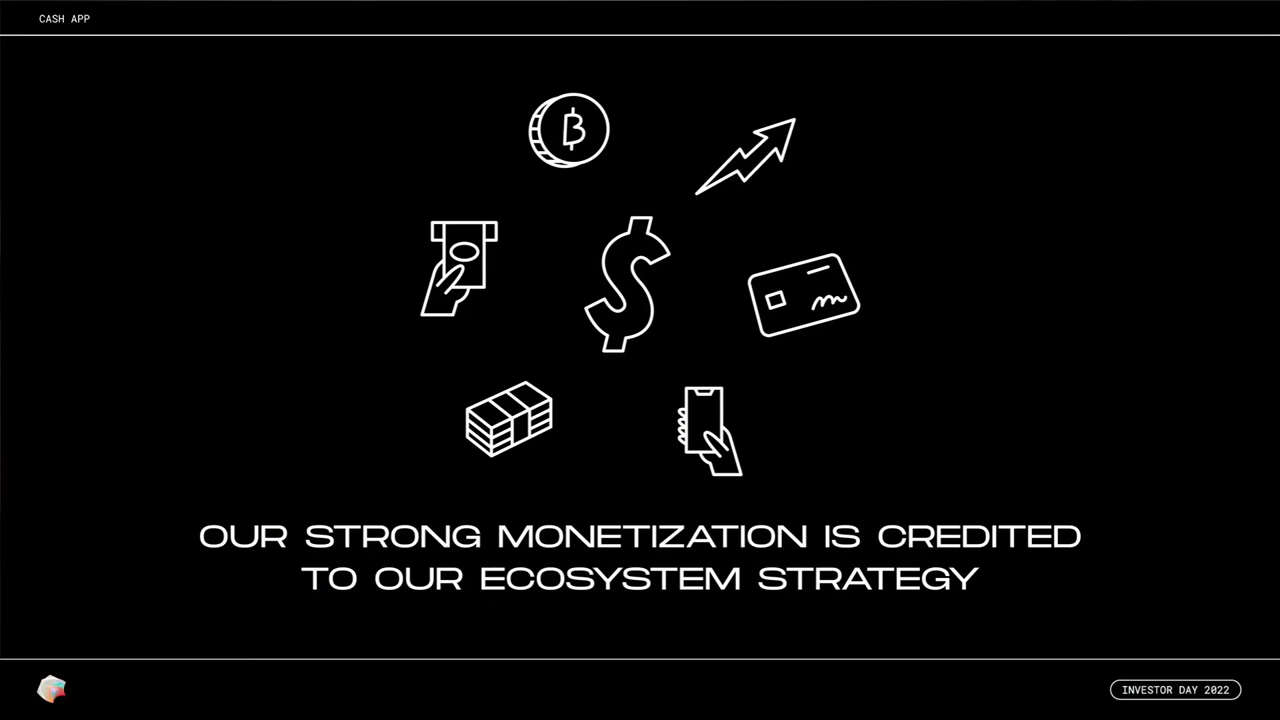 CASH APP
OUR STRONG MONETIZATION IS CREDITED
TO OUR ECOSYSTEM STRATEGY
INVESTOR DAY 2022